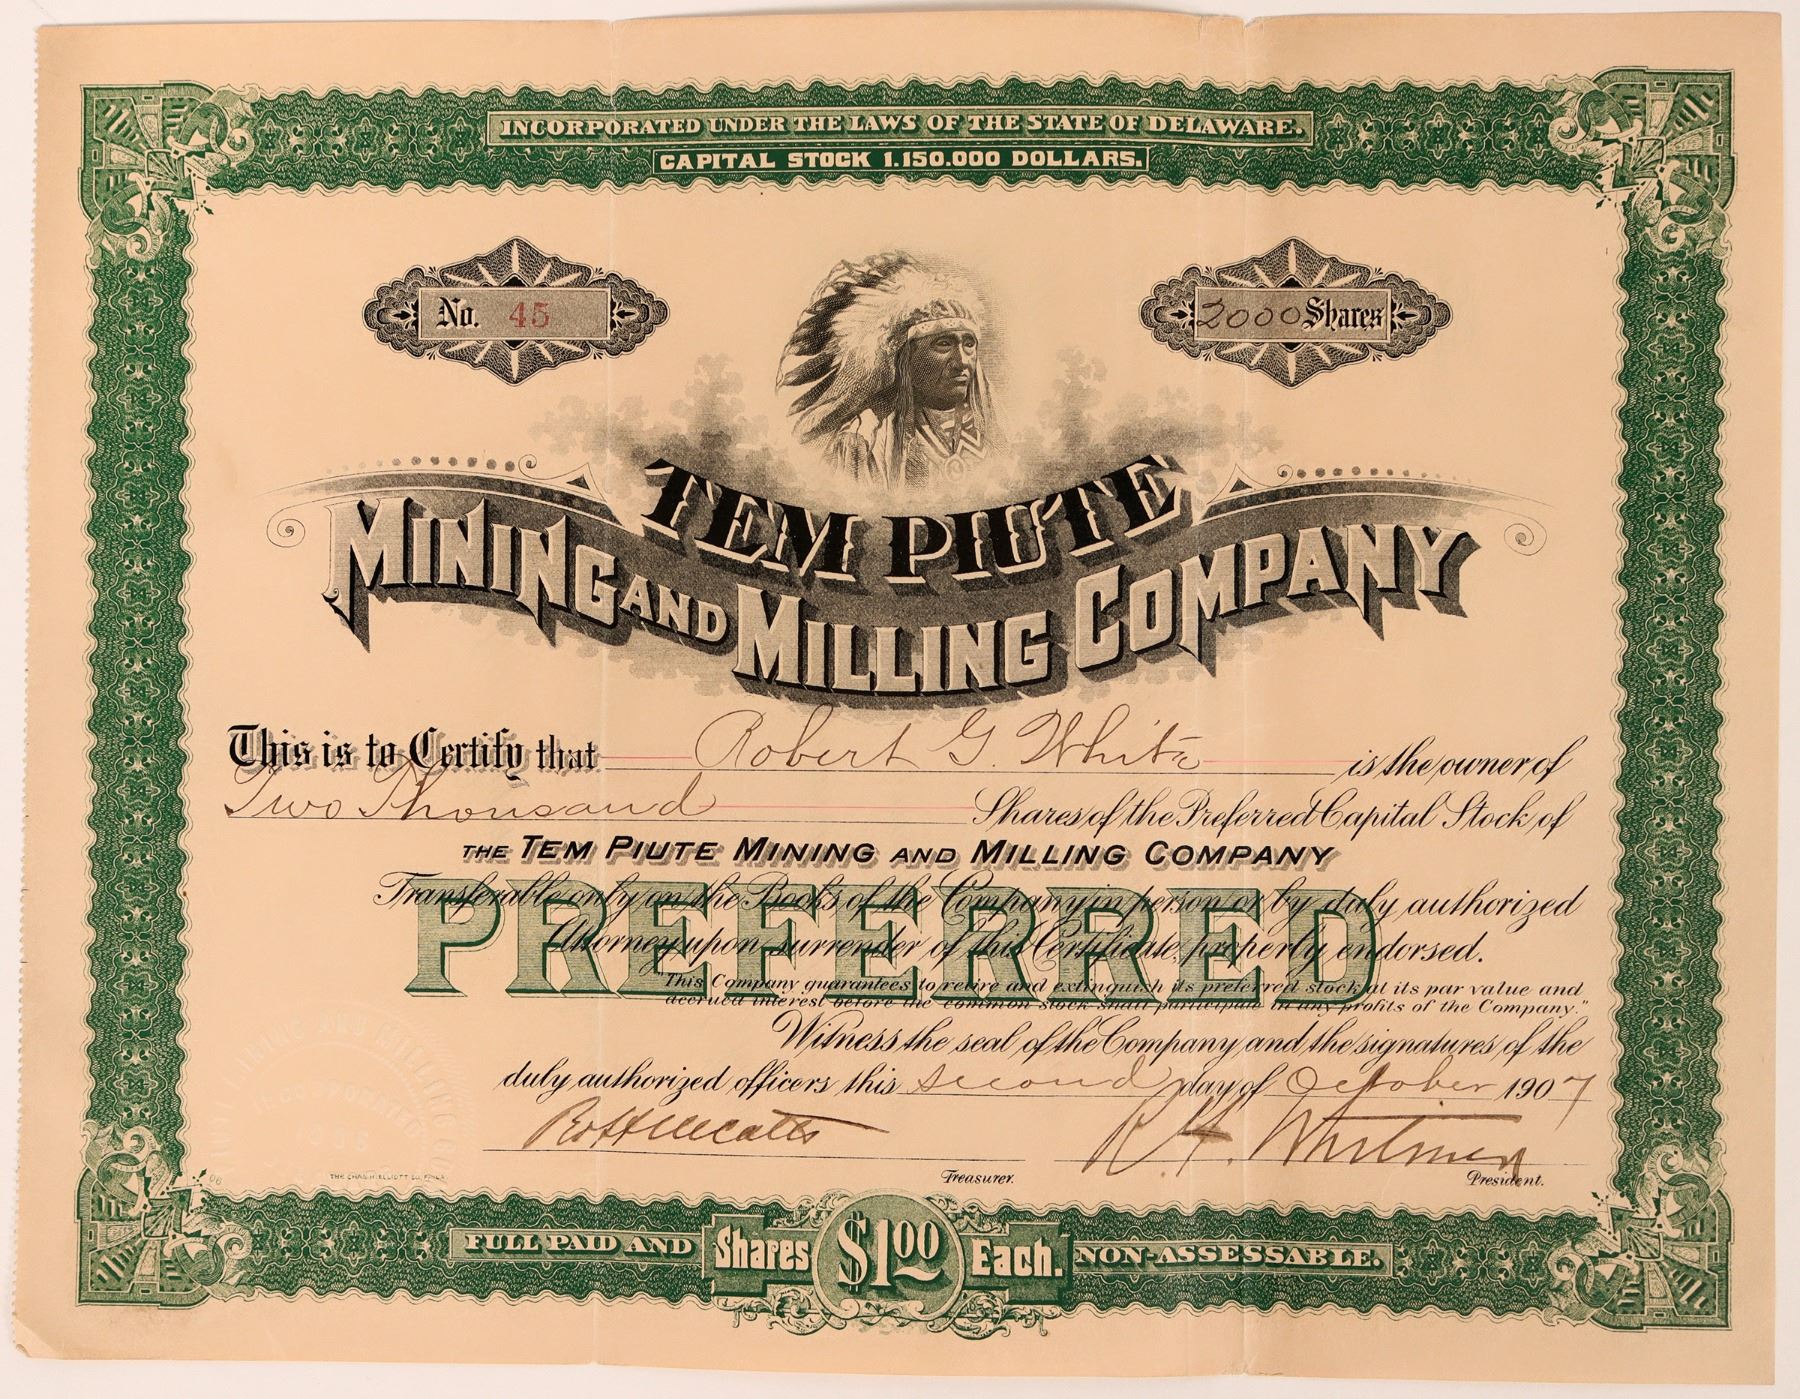 INCORPORATED UNDER THE LAWS OF THE STATE OF DELAWARE.
CAPITAL STOCK 1.150.000 DOLLARS.
No. 45
2000 Shares
TEM PIUTE
MINING AND MILLING COMPANY
This is to Certify that Robert G. White is the owner of
Two Thousand Shares of the Preferred Capital Stock of
THE TEM PIUTE MINING AND MILLING COMPANY
PREFERRED
Transferable only on the Books of the Company in person or by duly authorized
Attorney upon surrender of this Certificate, properly endorsed.
"This Company guarantees to retire and extinguish its preferred stock at its par value and
accrued interest before the common stock shall participate in any profits of the Company."
Witness the seal of the Company and the signatures of the
duly authorized officers this second day of October 1907
R. H. Whitman
Treasurer.
President.
THE CHAS. H. ELLIOTT CO. PHILA.
FULL PAID AND Shares $1.00 Each. NON-ASSESSABLE.